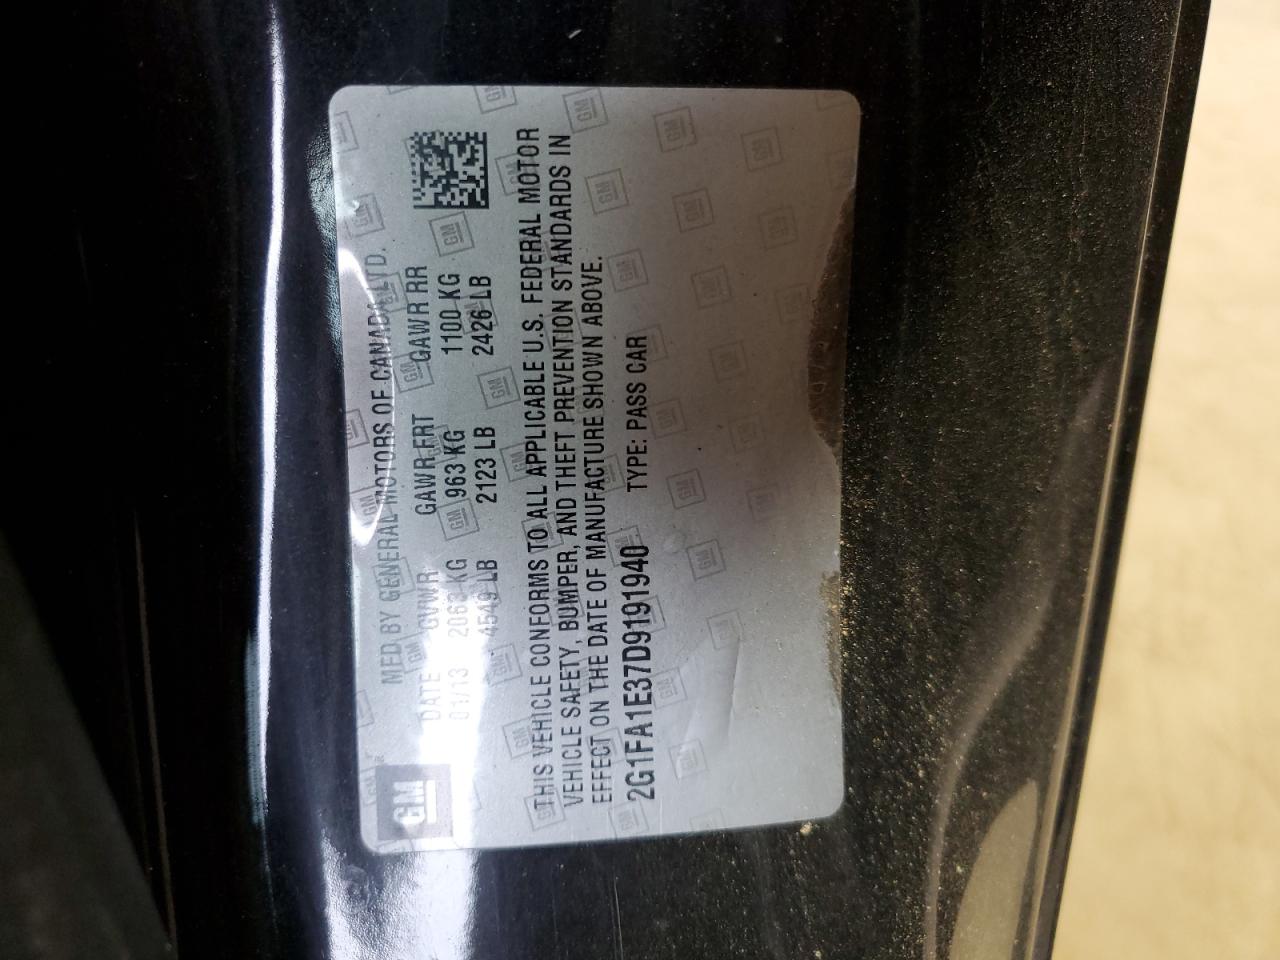 GM
MFD BY GENERAL MOTORS OF CANADA LTD.
DATE GVWR GAWR FRT GAWR RR
01/13 2063 KG 963 KG 1100 KG
4549 LB 2123 LB 2426 LB
THIS VEHICLE CONFORMS TO ALL APPLICABLE U.S. FEDERAL MOTOR
VEHICLE SAFETY, BUMPER, AND THEFT PREVENTION STANDARDS IN
EFFECT ON THE DATE OF MANUFACTURE SHOWN ABOVE.
2G1FA1E37D9191940 TYPE: PASS CAR